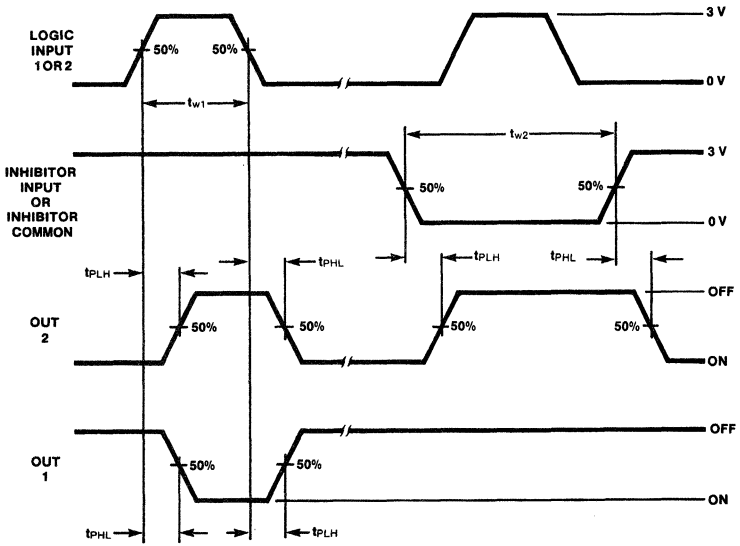 LOGIC
INPUT
1 OR 2
50%
50%
3 V
0 V
tw1
tw2
INHIBITOR
INPUT
OR
INHIBITOR
COMMON
50%
50%
3 V
0 V
tPLH
tPHL
tPLH
tPHL
OUT
2
50%
50%
50%
50%
OFF
ON
OUT
1
50%
50%
OFF
ON
tPHL
tPLH